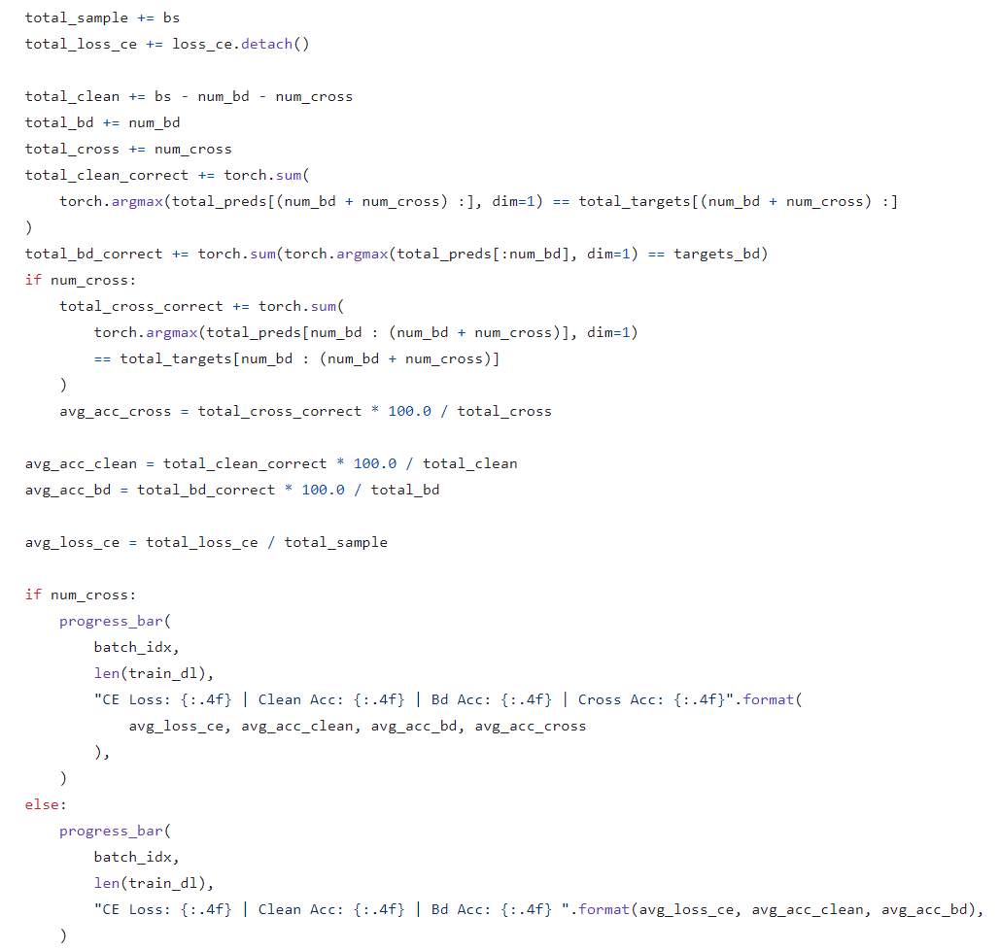 total_sample += bs
total_loss_ce += loss_ce.detach()

total_clean += bs - num_bd - num_cross
total_bd += num_bd
total_cross += num_cross
total_clean_correct += torch.sum(
    torch.argmax(total_preds[(num_bd + num_cross) :], dim=1) == total_targets[(num_bd + num_cross) :]
)
total_bd_correct += torch.sum(torch.argmax(total_preds[:num_bd], dim=1) == targets_bd)
if num_cross:
    total_cross_correct += torch.sum(
        torch.argmax(total_preds[num_bd : (num_bd + num_cross)], dim=1)
        == total_targets[num_bd : (num_bd + num_cross)]
    )
    avg_acc_cross = total_cross_correct * 100.0 / total_cross

avg_acc_clean = total_clean_correct * 100.0 / total_clean
avg_acc_bd = total_bd_correct * 100.0 / total_bd

avg_loss_ce = total_loss_ce / total_sample

if num_cross:
    progress_bar(
        batch_idx,
        len(train_dl),
        "CE Loss: {:.4f} | Clean Acc: {:.4f} | Bd Acc: {:.4f} | Cross Acc: {:.4f}".format(
            avg_loss_ce, avg_acc_clean, avg_acc_bd, avg_acc_cross
        ),
    )
else:
    progress_bar(
        batch_idx,
        len(train_dl),
        "CE Loss: {:.4f} | Clean Acc: {:.4f} | Bd Acc: {:.4f} ".format(avg_loss_ce, avg_acc_clean, avg_acc_bd),
    )